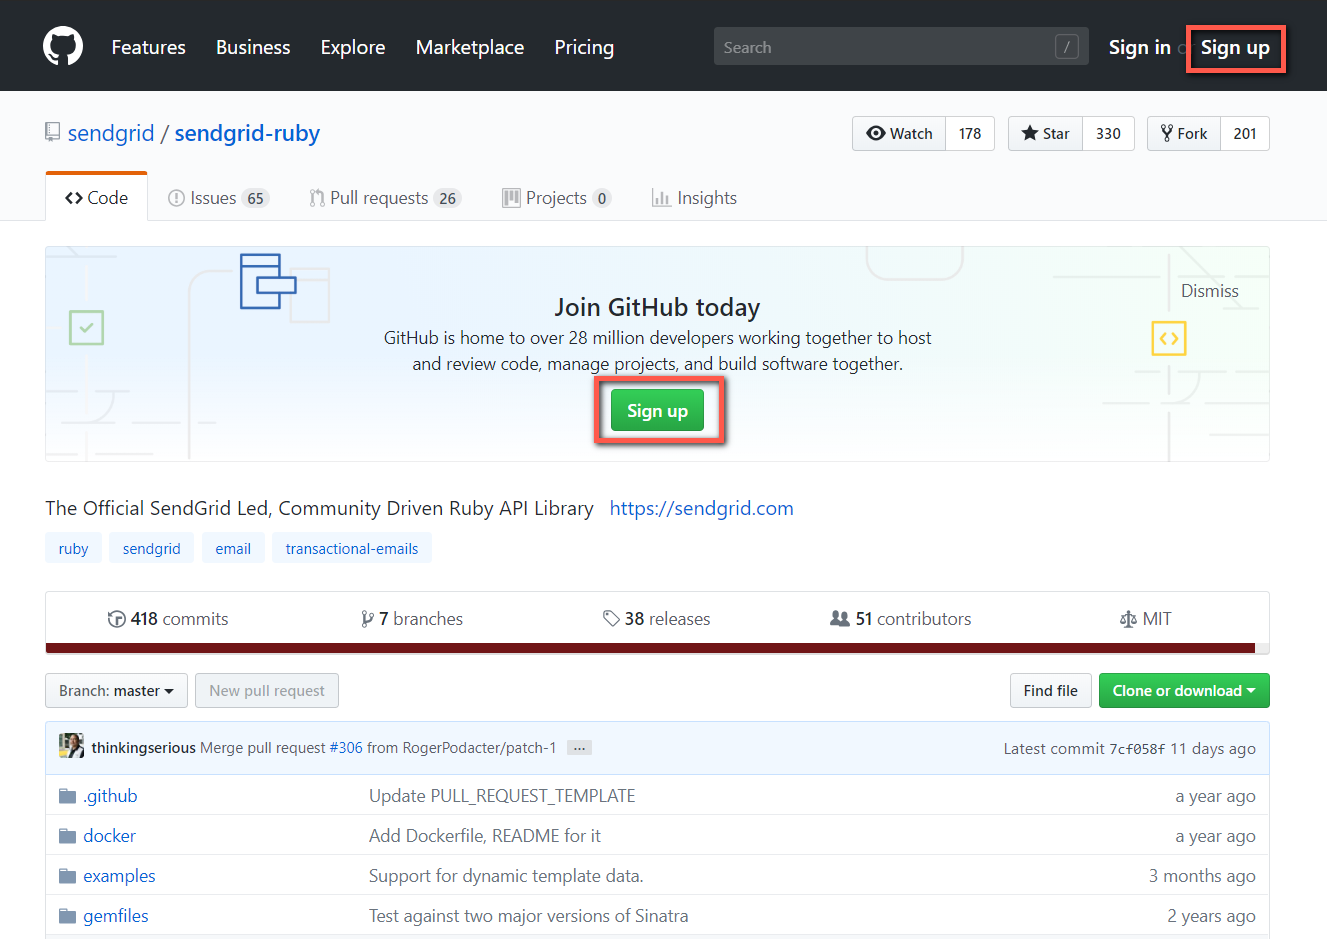 Features Business Explore Marketplace Pricing Search / Sign in or Sign up
sendgrid / sendgrid-ruby Watch 178 Star 330 Fork 201
Code Issues 65 Pull requests 26 Projects 0 Insights
Dismiss
Join GitHub today
GitHub is home to over 28 million developers working together to host
and review code, manage projects, and build software together.
Sign up
The Official SendGrid Led, Community Driven Ruby API Library https://sendgrid.com
ruby sendgrid email transactional-emails
418 commits 7 branches 38 releases 51 contributors MIT
Branch: master New pull request Find file Clone or download
thinkingserious Merge pull request #306 from RogerPodacter/patch-1 ... Latest commit 7cf058f 11 days ago
.github Update PULL_REQUEST_TEMPLATE a year ago
docker Add Dockerfile, README for it a year ago
examples Support for dynamic template data. 3 months ago
gemfiles Test against two major versions of Sinatra 2 years ago